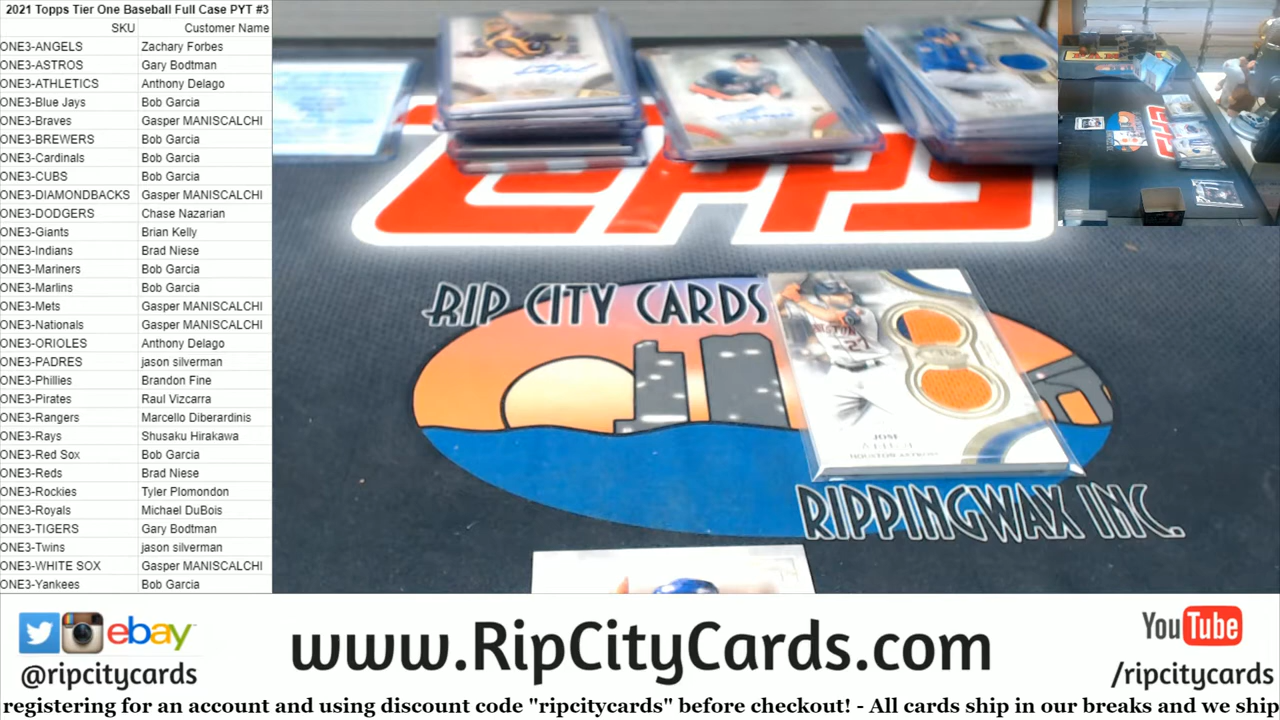 2021 Topps Tier One Baseball Full Case PYT #3
SKU Customer Name
ONE3-ANGELS Zachary Forbes
ONE3-ASTROS Gary Bodtman
ONE3-ATHLETICS Anthony Delago
ONE3-Blue Jays Bob Garcia
ONE3-Braves Gasper MANISCALCHI
ONE3-BREWERS Bob Garcia
ONE3-Cardinals Bob Garcia
ONE3-CUBS Bob Garcia
ONE3-DIAMONDBACKS Gasper MANISCALCHI
ONE3-DODGERS Chase Nazarian
ONE3-Giants Brian Kelly
ONE3-Indians Brad Niese
ONE3-Mariners Bob Garcia
ONE3-Marlins Bob Garcia
ONE3-Mets Gasper MANISCALCHI
ONE3-Nationals Gasper MANISCALCHI
ONE3-ORIOLES Anthony Delago
ONE3-PADRES jason silverman
ONE3-Phillies Brandon Fine
ONE3-Pirates Raul Vizcarra
ONE3-Rangers Marcello Diberardinis
ONE3-Rays Shusaku Hirakawa
ONE3-Red Sox Bob Garcia
ONE3-Reds Brad Niese
ONE3-Rockies Tyler Plomondon
ONE3-Royals Michael DuBois
ONE3-TIGERS Gary Bodtman
ONE3-Twins jason silverman
ONE3-WHITE SOX Gasper MANISCALCHI
ONE3-Yankees Bob Garcia
RIP CITY CARDS
27
JOSE
RIPPINGWAX INC.
ebay
@ripcitycards
www.RipCityCards.com
YouTube
/ripcitycards
registering for an account and using discount code "ripcitycards" before checkout! - All cards ship in our breaks and we ship